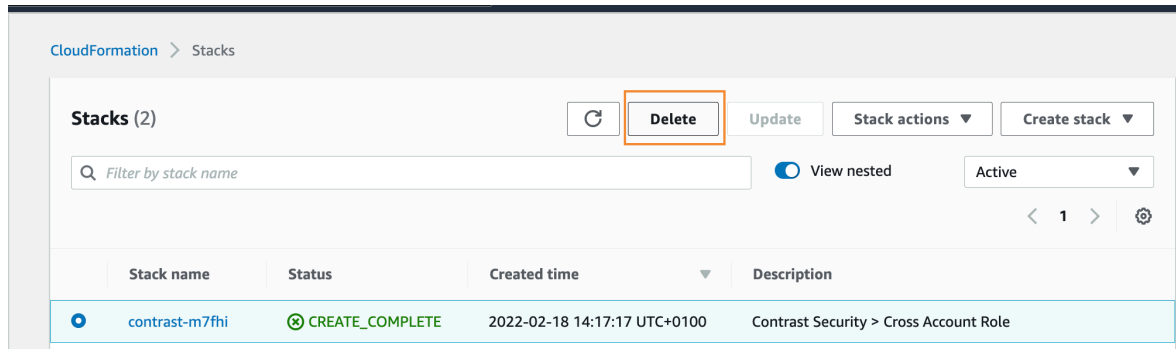 CloudFormation > Stacks
Stacks (2)
Delete
Update
Stack actions
Create stack
Filter by stack name
View nested
Active
1
Stack name Status Created time Description
contrast-m7fhi CREATE_COMPLETE 2022-02-18 14:17:17 UTC+0100 Contrast Security > Cross Account Role